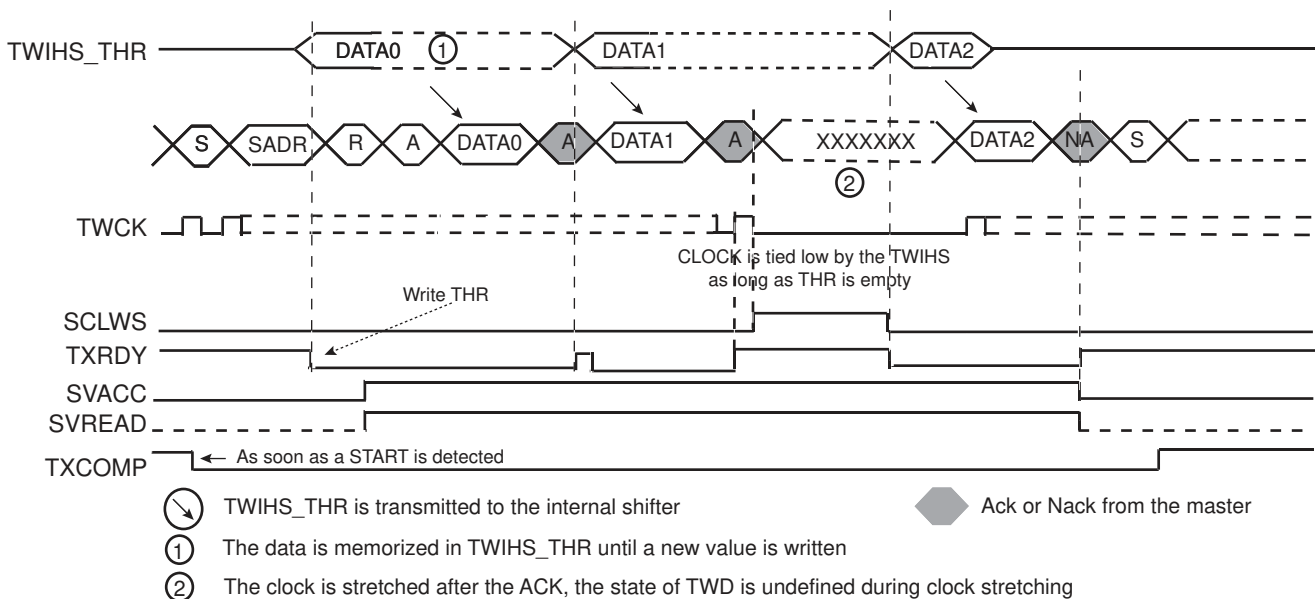 TWIHS_THR DATA0 1 DATA1 DATA2
S SADR R A DATA0 A DATA1 A XXXXXXX DATA2 NA S
2
TWCK
CLOCK is tied low by the TWIHS
as long as THR is empty
Write THR
SCLWS
TXRDY
SVACC
SVREAD
TXCOMP As soon as a START is detected
TWIHS_THR is transmitted to the internal shifter Ack or Nack from the master
1 The data is memorized in TWIHS_THR until a new value is written
2 The clock is stretched after the ACK, the state of TWD is undefined during clock stretching